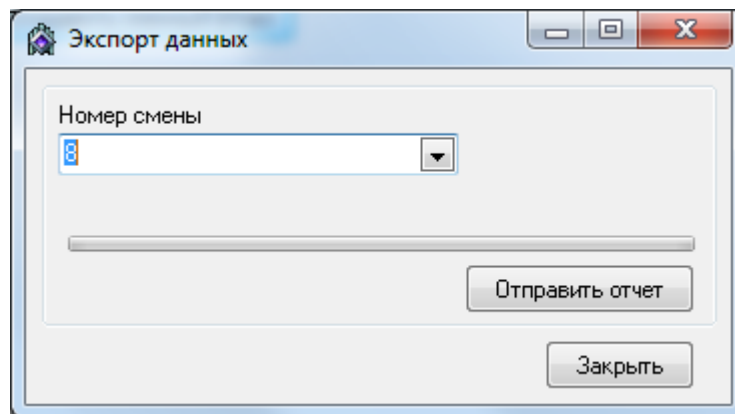 Экспорт данных
Номер смены
8
Отправить отчет
Закрыть